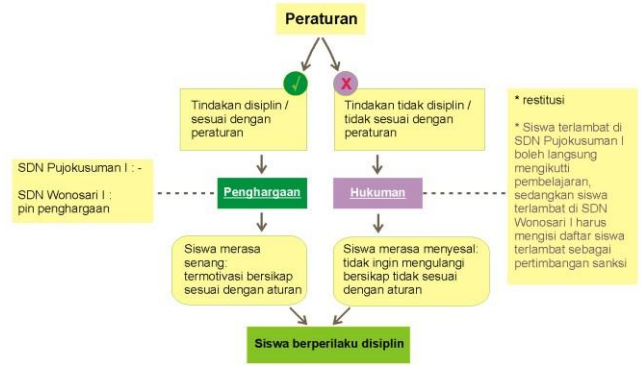 Peraturan
√
X
Tindakan disiplin /
sesuai dengan
peraturan
Tindakan tidak disiplin /
tidak sesuai dengan
peraturan
* restitusi
* Siswa terlambat di
SDN Pujokusuman I
boleh langsung
mengikutti
pembelajaran,
sedangkan siswa
terlambat di SDN
Wonosari I harus
mengisi daftar siswa
terlambat sebagai
pertimbangan sanksi
SDN Pujokusuman I : -
SDN Wonosari I :
pin penghargaan
Penghargaan
Hukuman
Siswa merasa
senang:
termotivasi bersikap
sesuai dengan aturan
Siswa merasa menyesal:
tidak ingin mengulangi
bersikap tidak sesuai
dengan aturan
Siswa berperilaku disiplin